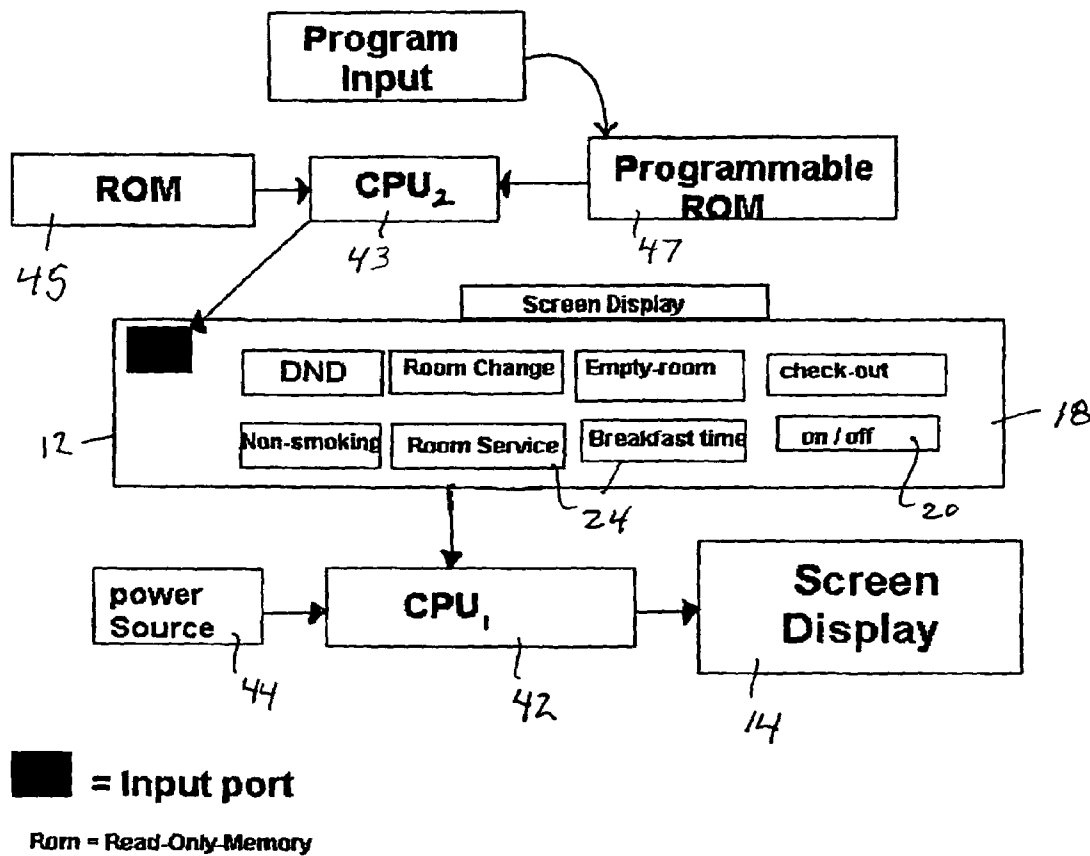 Program
Input
ROM
CPU2
Programmable
ROM
45
43
47
Screen Display
DND
Room Change
Empty-room
check-out
12
18
Non-smoking
Room Service
Breakfast time
on / off
24
20
power
Source
CPU1
Screen
Display
44
42
14
= Input port
Rom = Read-Only-Memory